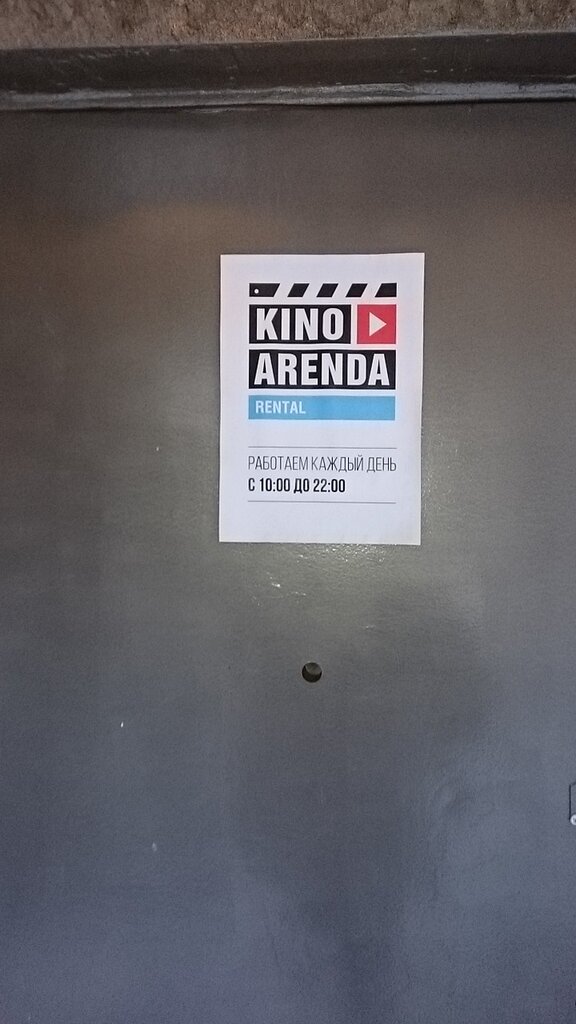 KINO
ARENDA
RENTAL
РАБОТАЕМ КАЖДЫЙ ДЕНЬ
С 10:00 ДО 22:00